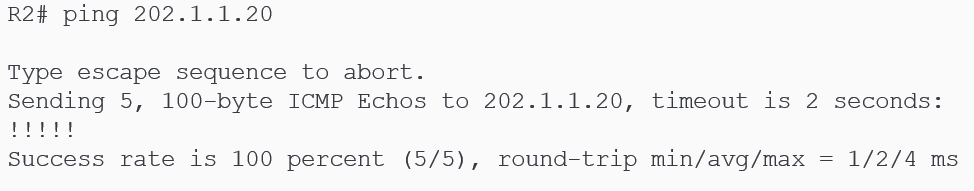 R2# ping 202.1.1.20
Type escape sequence to abort.
Sending 5, 100-byte ICMP Echos to 202.1.1.20, timeout is 2 seconds:
!!!!!
Success rate is 100 percent (5/5), round-trip min/avg/max = 1/2/4 ms